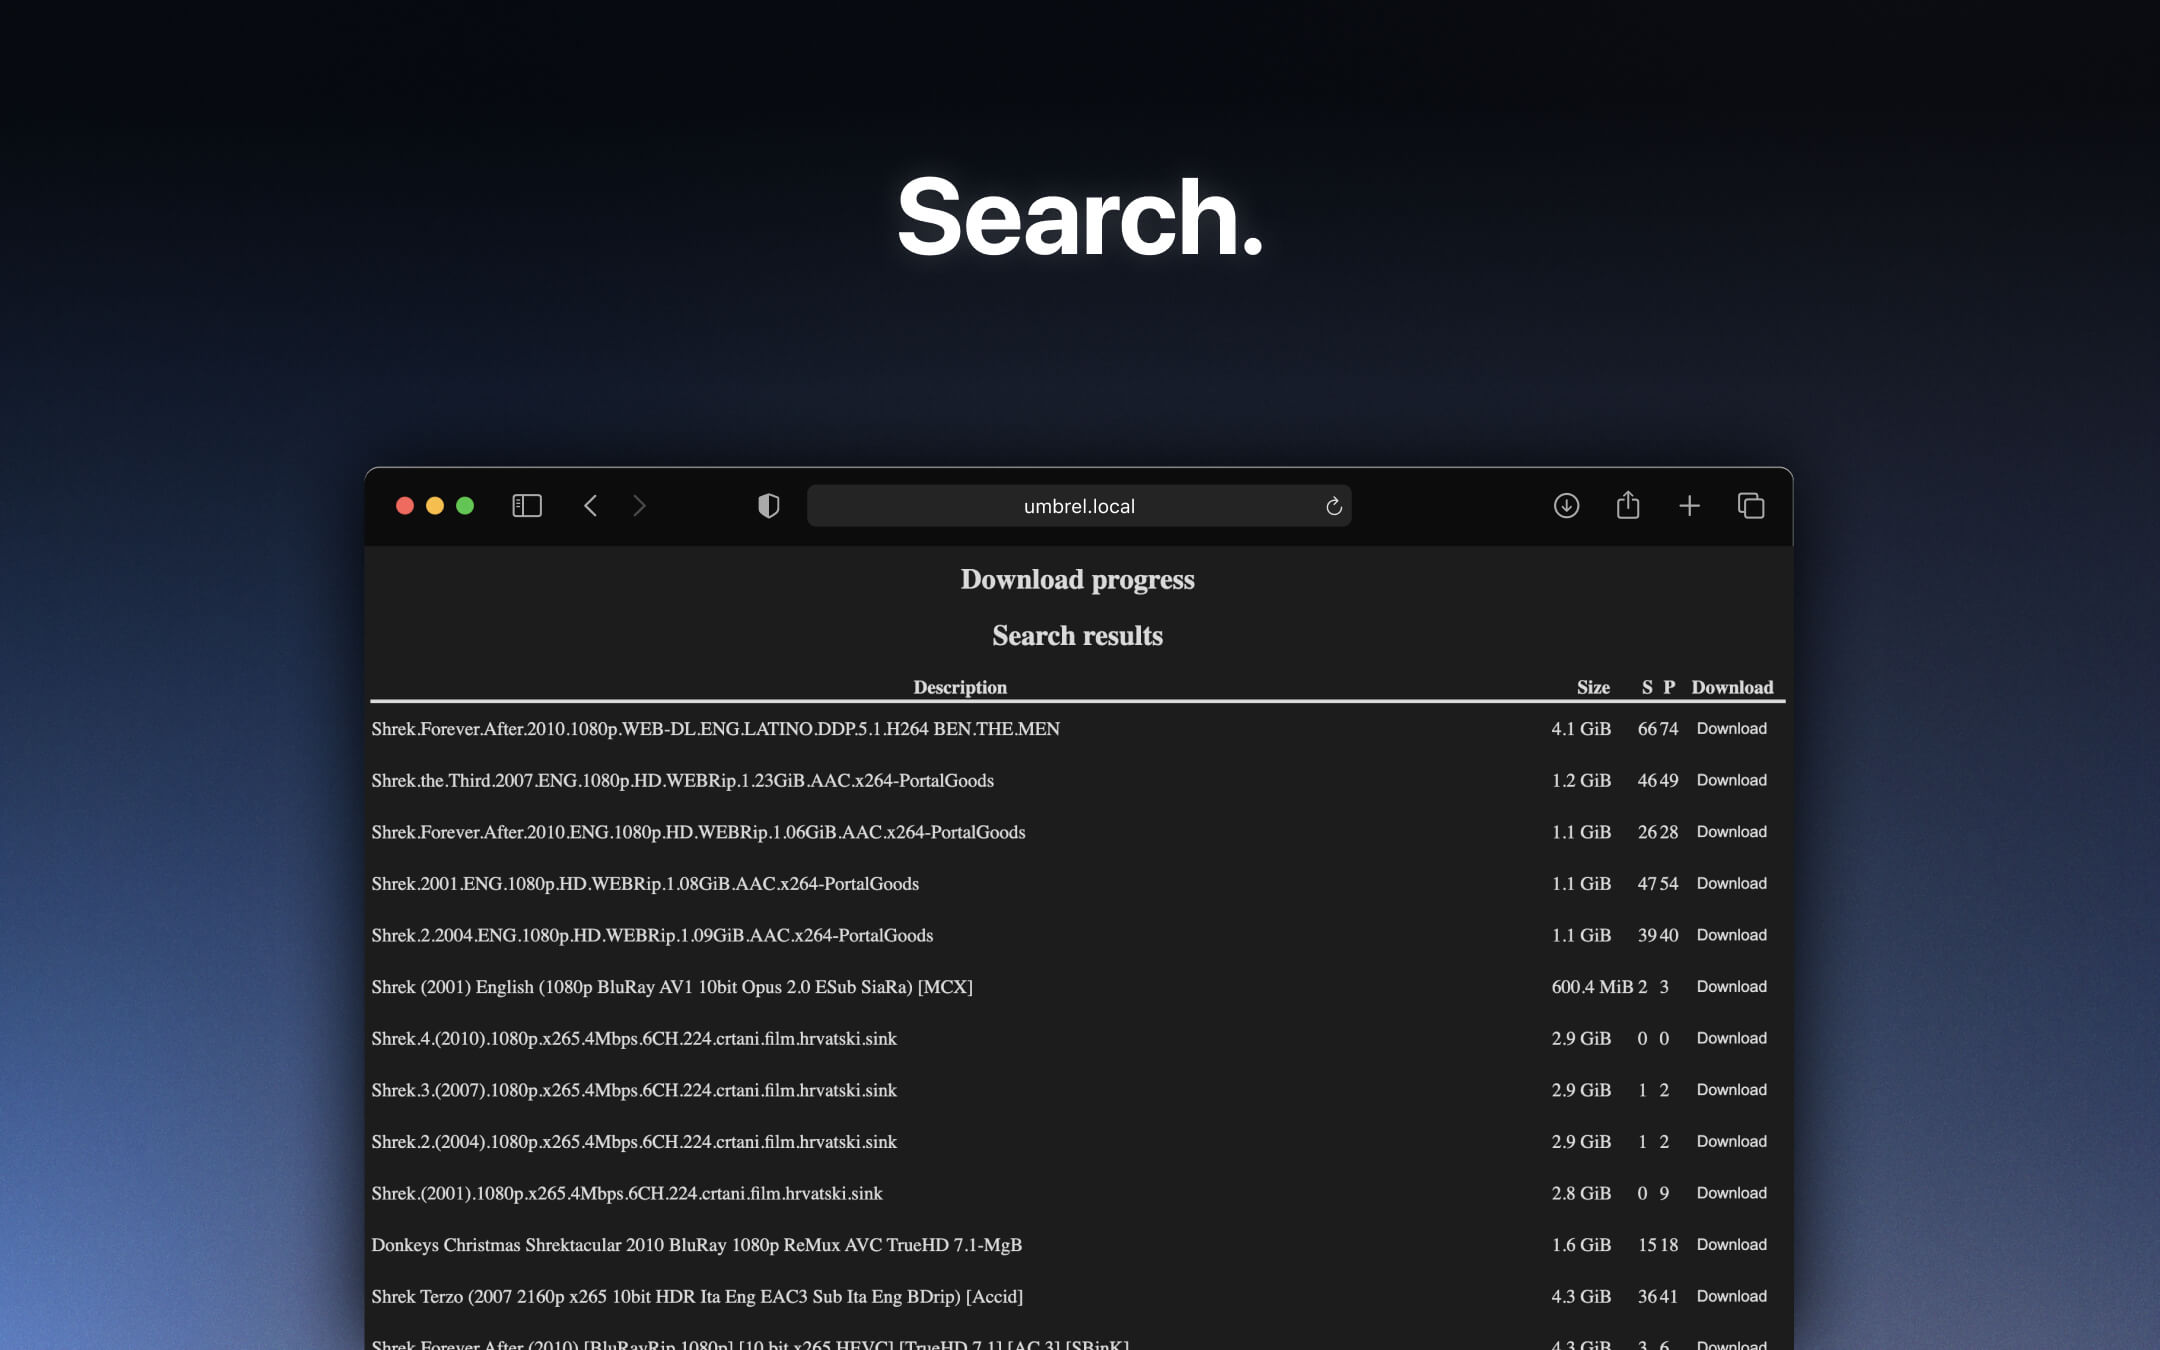 Search.
umbrel.local
Download progress
Search results
Description Size S P Download
Shrek.Forever.After.2010.1080p.WEB-DL.ENG.LATINO.DDP.5.1.H264 BEN.THE.MEN 4.1 GiB 66 74 Download
Shrek.the.Third.2007.ENG.1080p.HD.WEBRip.1.23GiB.AAC.x264-PortalGoods 1.2 GiB 46 49 Download
Shrek.Forever.After.2010.ENG.1080p.HD.WEBRip.1.06GiB.AAC.x264-PortalGoods 1.1 GiB 26 28 Download
Shrek.2001.ENG.1080p.HD.WEBRip.1.08GiB.AAC.x264-PortalGoods 1.1 GiB 47 54 Download
Shrek.2.2004.ENG.1080p.HD.WEBRip.1.09GiB.AAC.x264-PortalGoods 1.1 GiB 39 40 Download
Shrek (2001) English (1080p BluRay AV1 10bit Opus 2.0 ESub SiaRa) [MCX] 600.4 MiB 2 3 Download
Shrek.4.(2010).1080p.x265.4Mbps.6CH.224.crtani.film.hrvatski.sink 2.9 GiB 0 0 Download
Shrek.3.(2007).1080p.x265.4Mbps.6CH.224.crtani.film.hrvatski.sink 2.9 GiB 1 2 Download
Shrek.2.(2004).1080p.x265.4Mbps.6CH.224.crtani.film.hrvatski.sink 2.9 GiB 1 2 Download
Shrek.(2001).1080p.x265.4Mbps.6CH.224.crtani.film.hrvatski.sink 2.8 GiB 0 9 Download
Donkeys Christmas Shrektacular 2010 BluRay 1080p ReMux AVC TrueHD 7.1-MgB 1.6 GiB 15 18 Download
Shrek Terzo (2007 2160p x265 10bit HDR Ita Eng EAC3 Sub Ita Eng BDrip) [Accid] 4.3 GiB 36 41 Download
Shrek Forever After (2010) [BluRayRip 1080p] [10 bit x265 HEVC] [TrueHD 7.1] [AC 3] [SBinK] 4.3 GiB 3 6 Download